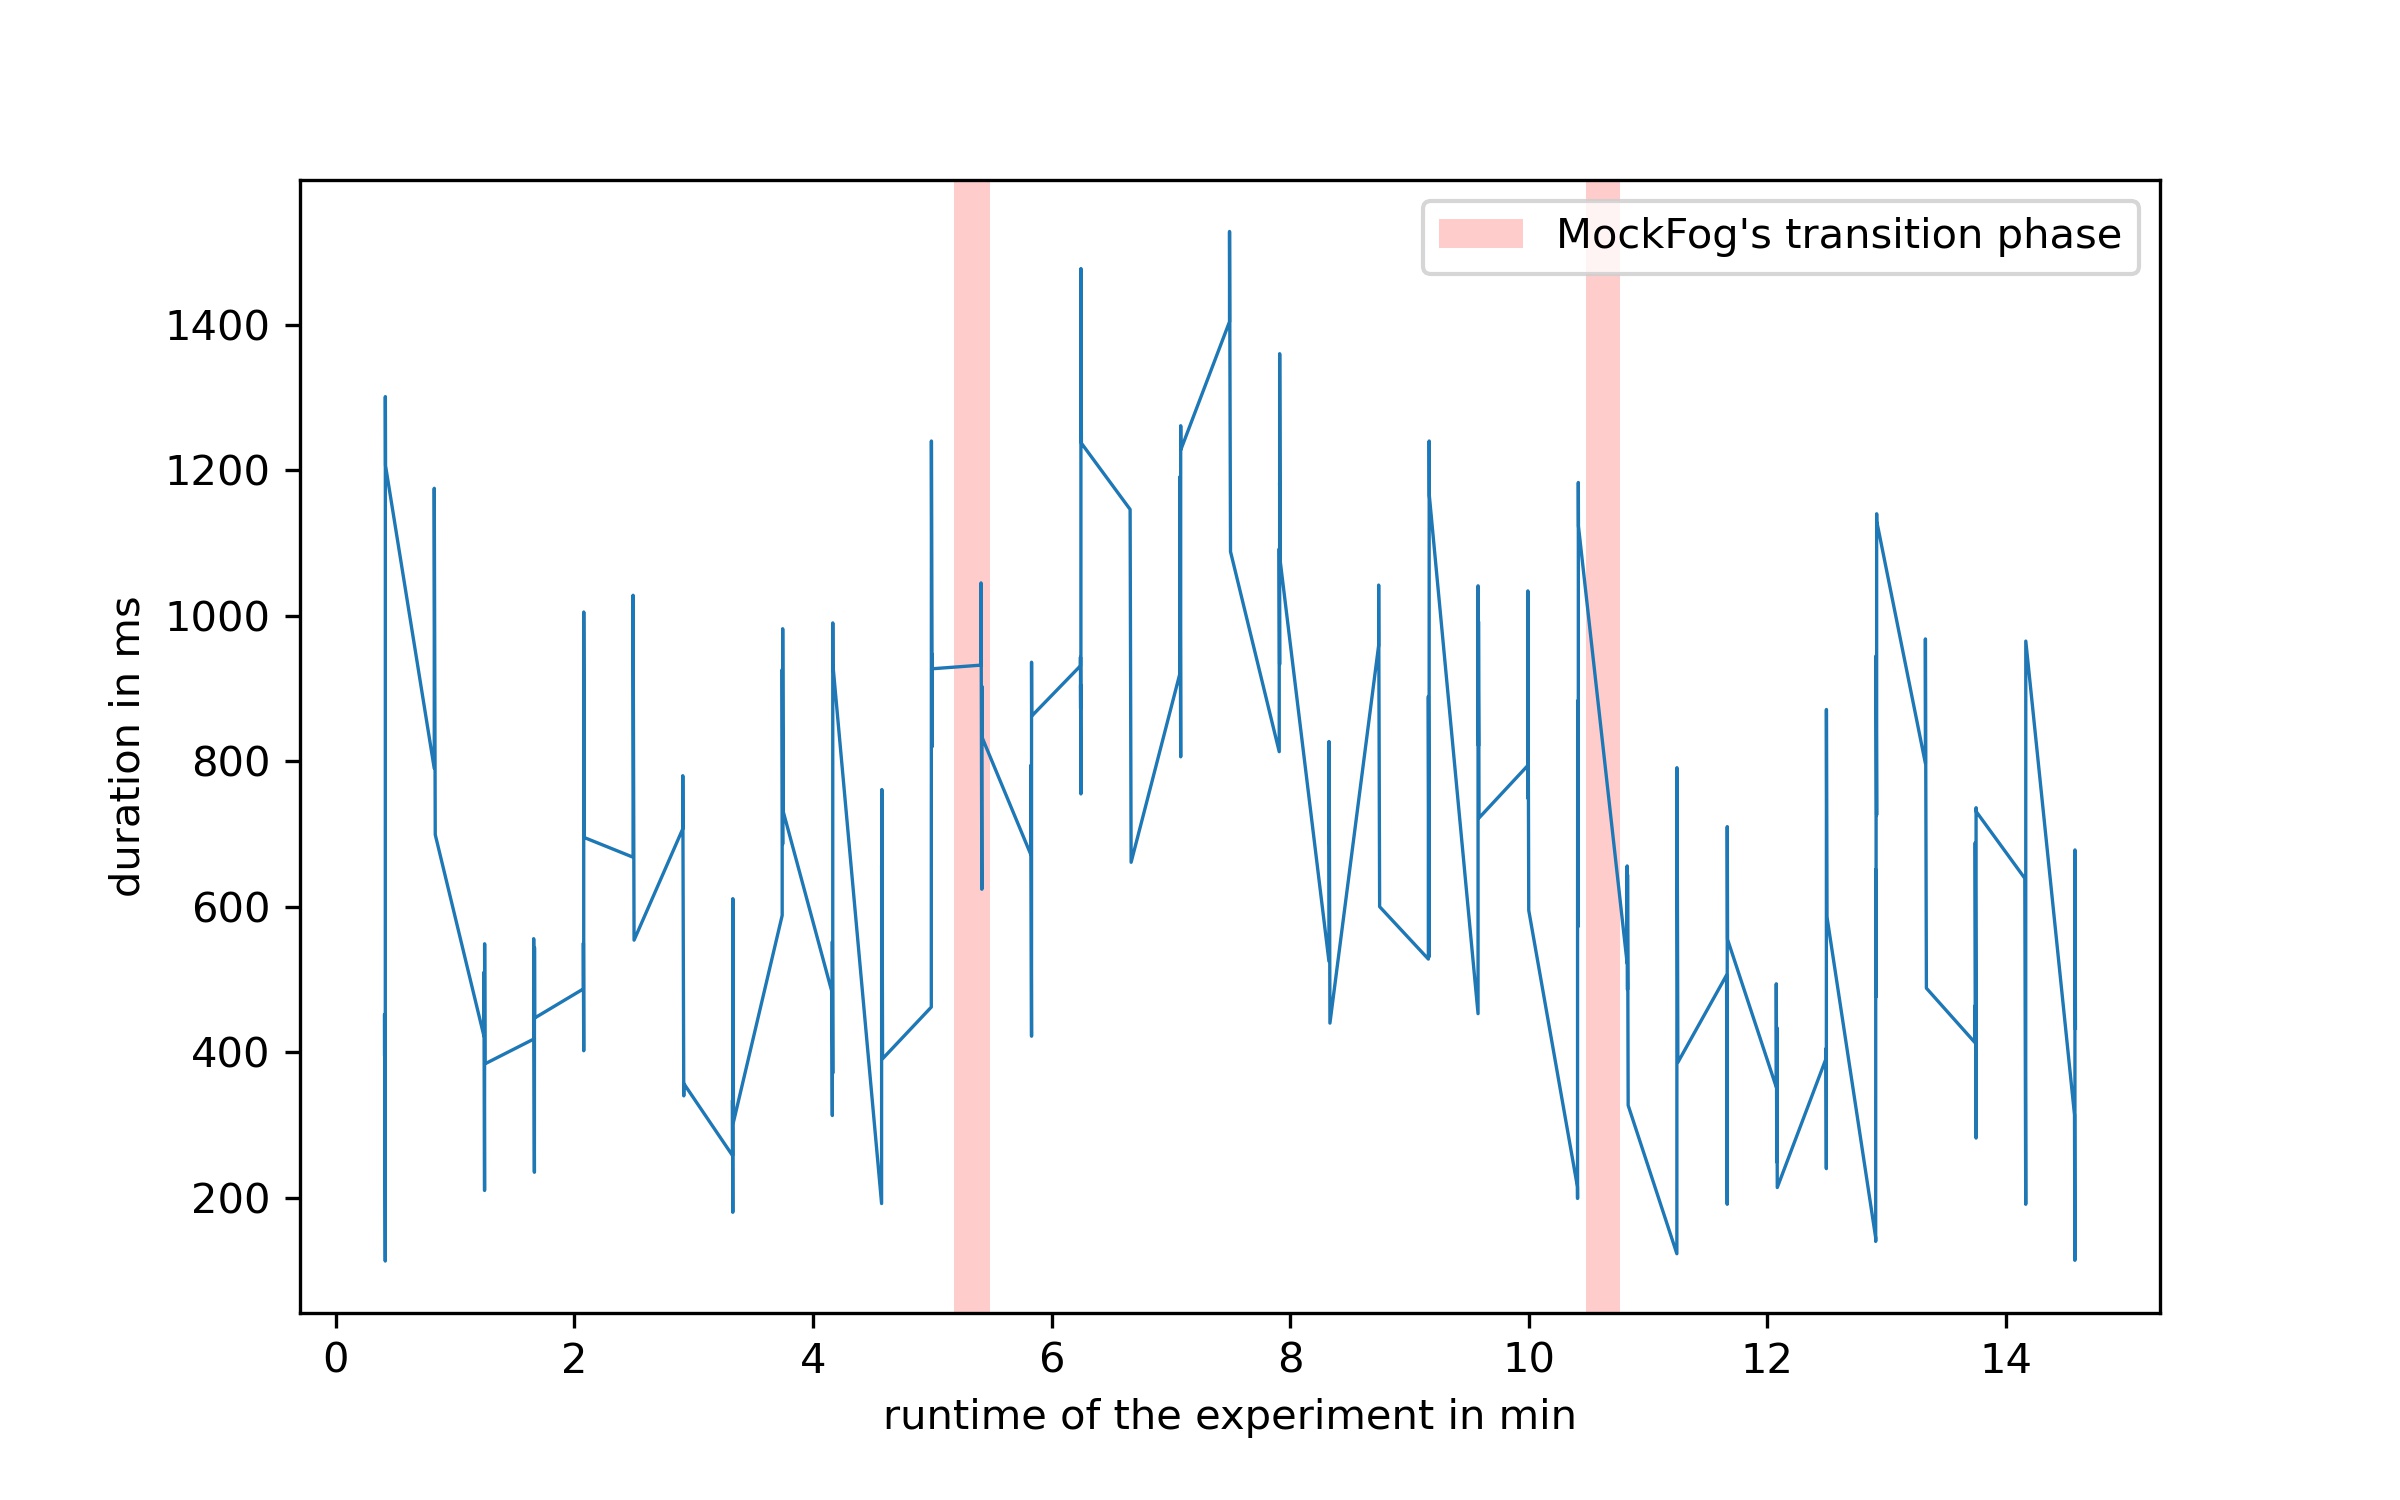 MockFog's transition phase
1400
1200
1000
800
600
400
200
duration in ms
0 2 4 6 8 10 12 14
runtime of the experiment in min